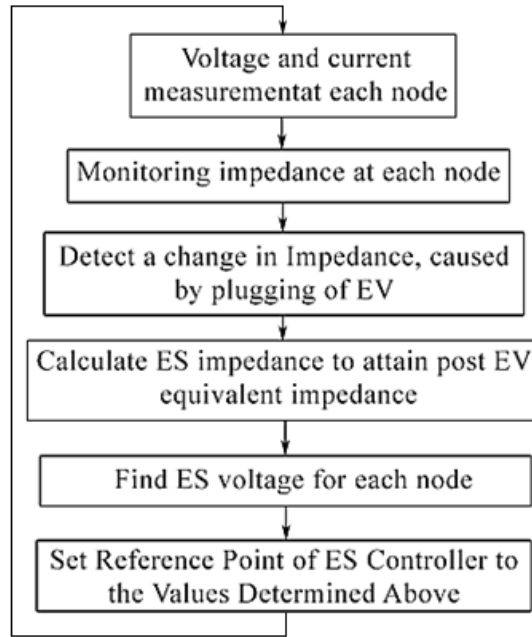 Voltage and current
measurementat each node
Monitoring impedance at each node
Detect a change in Impedance, caused
by plugging of EV
Calculate ES impedance to attain post EV
equivalent impedance
Find ES voltage for each node
Set Reference Point of ES Controller to
the Values Determined Above